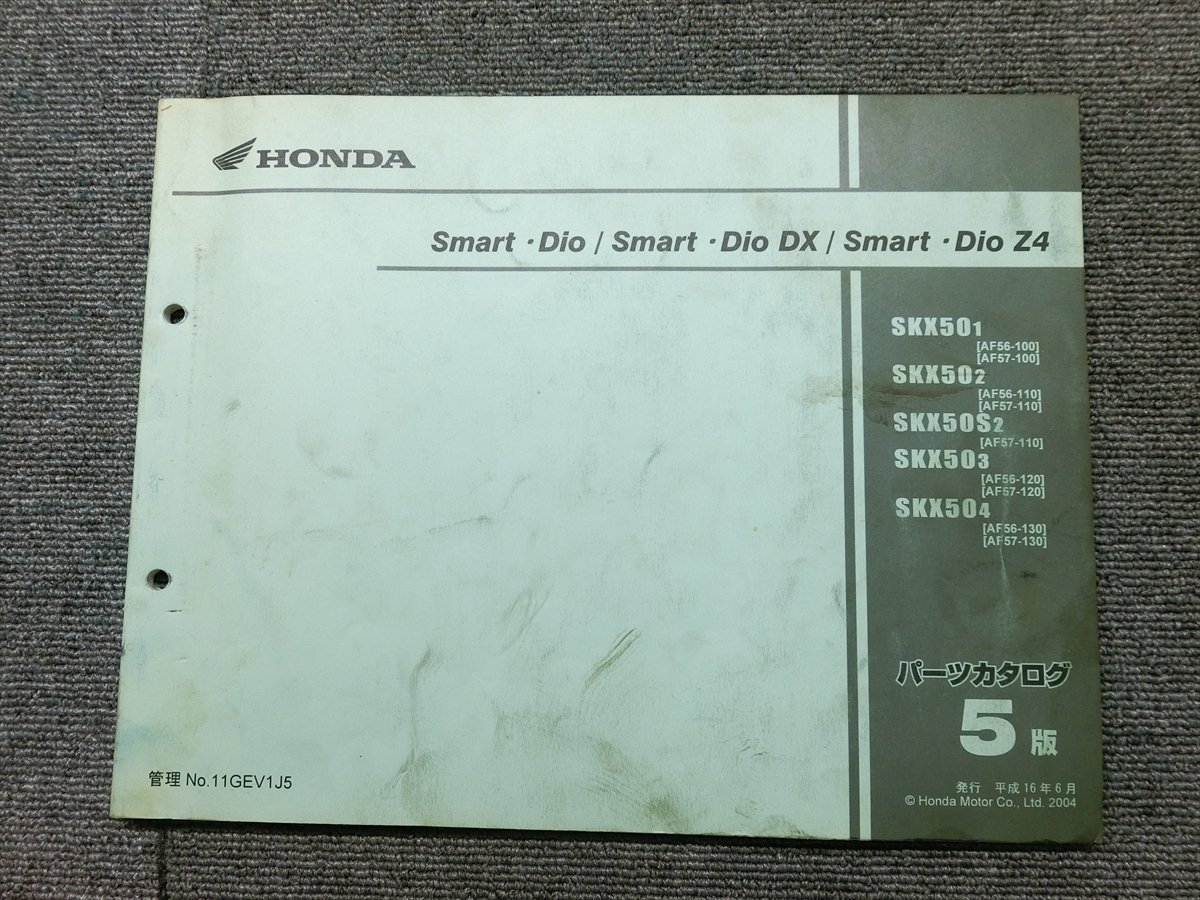 HONDA
Smart・Dio / Smart・Dio DX / Smart・Dio Z4
SKX501
[AF56-100]
[AF57-100]
SKX502
[AF56-110]
[AF57-110]
SKX50S2
[AF57-110]
SKX503
[AF56-120]
[AF57-120]
SKX504
[AF56-130]
[AF57-130]
パーツカタログ
5版
管理 No.11GEV1J5
発行 平成16年6月
© Honda Motor Co., Ltd. 2004